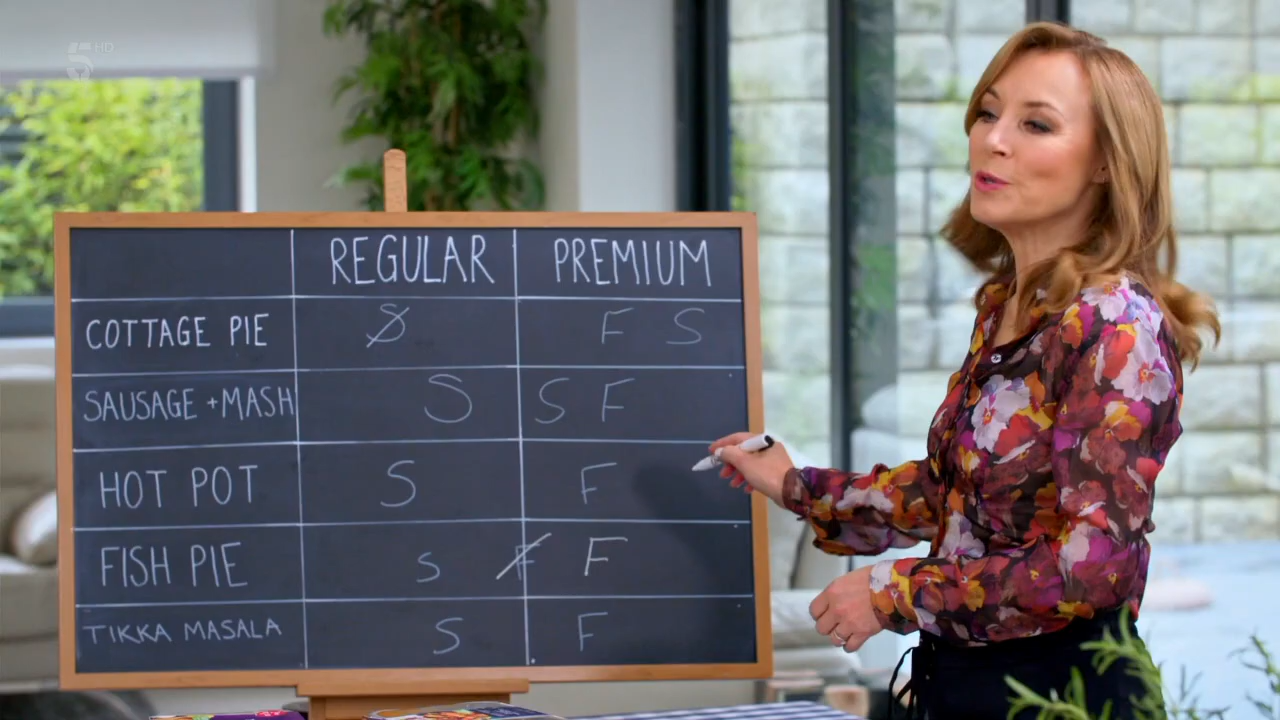 5 HD
REGULAR PREMIUM
COTTAGE PIE S F S
SAUSAGE + MASH S S F
HOT POT S F
FISH PIE S F F
TIKKA MASALA S F